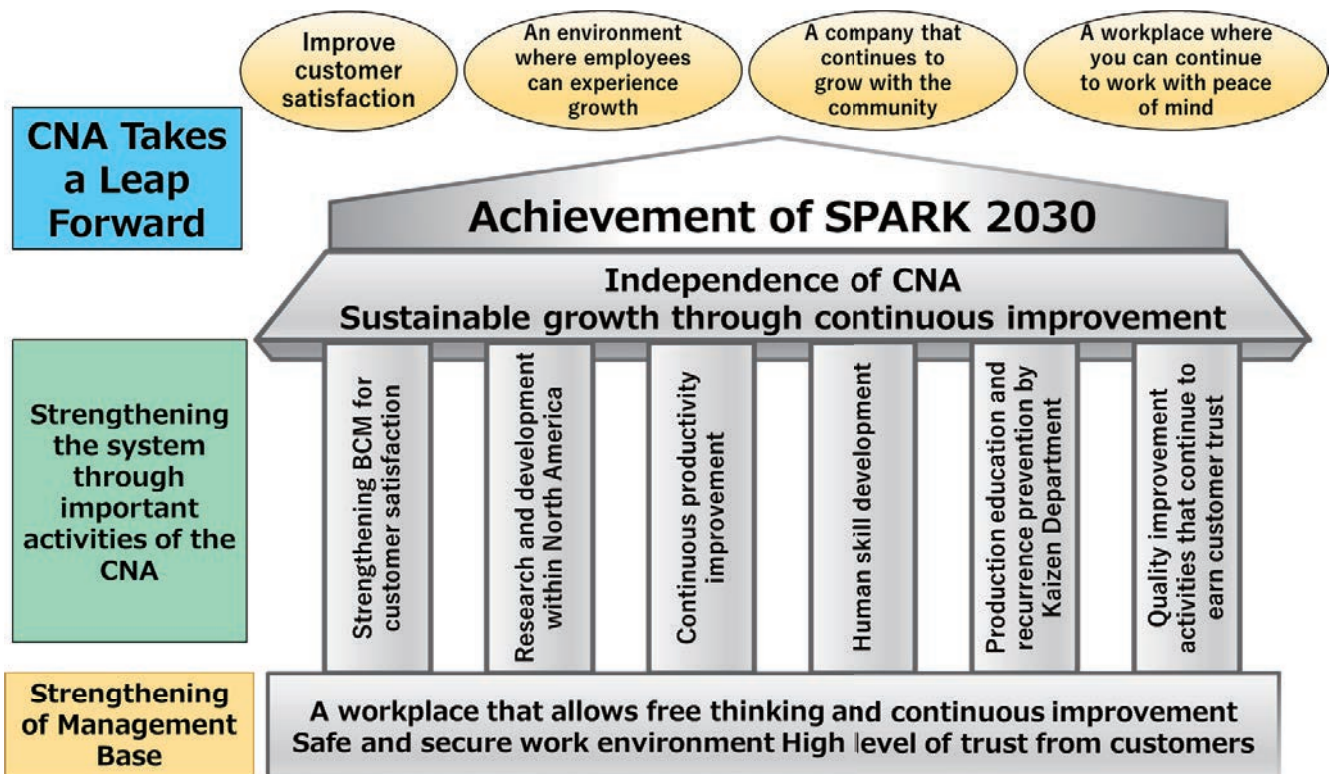 Improve
customer
satisfaction
An environment
where employees
can experience
growth
A company that
continues to
grow with the
community
A workplace where
you can continue
to work with peace
of mind
CNA Takes
a Leap
Forward
Achievement of SPARK 2030
Independence of CNA
Sustainable growth through continuous improvement
Strengthening
the system
through
important
activities of the
CNA
Strengthening BCM for
customer satisfaction
Research and development
within North America
Continuous productivity
improvement
Human skill development
Production education and
recurrence prevention by
Kaizen Department
Quality improvement
activities that continue to
earn customer trust
Strengthening
of Management
Base
A workplace that allows free thinking and continuous improvement
Safe and secure work environment High level of trust from customers